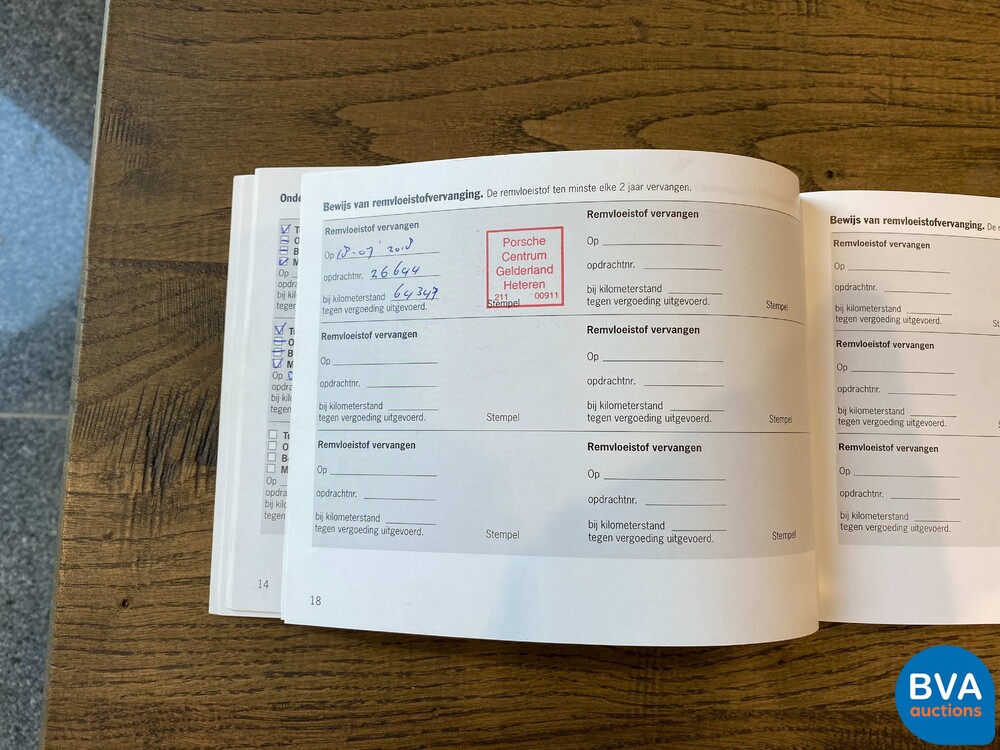 Bewijs van remvloeistofvervanging. De remvloeistof ten minste elke 2 jaar vervangen.
Remvloeistof vervangen
Op 18-07' 2018
opdrachtnr. 26644
bij kilometerstand 64347
tegen vergoeding uitgevoerd.
Porsche
Centrum
Gelderland
Heteren
211 00911
Stempel
Remvloeistof vervangen
Op
opdrachtnr.
bij kilometerstand
tegen vergoeding uitgevoerd.
Stempel
Remvloeistof vervangen
Op
opdrachtnr.
bij kilometerstand
tegen vergoeding uitgevoerd.
Stempel
Remvloeistof vervangen
Op
opdrachtnr.
bij kilometerstand
tegen vergoeding uitgevoerd.
Stempel
Remvloeistof vervangen
Op
opdrachtnr.
bij kilometerstand
tegen vergoeding uitgevoerd.
Stempel
Remvloeistof vervangen
Op
opdrachtnr.
bij kilometerstand
tegen vergoeding uitgevoerd.
Stempel
18
14
Bewijs van remvloeistofvervanging.
Remvloeistof vervangen
Op
opdrachtnr.
bij kilometerstand
tegen vergoeding uitgevoerd.
Remvloeistof vervangen
Op
opdrachtnr.
bij kilometerstand
tegen vergoeding uitgevoerd.
Remvloeistof vervangen
Op
opdrachtnr.
bij kilometerstand
tegen vergoeding uitgevoerd.
BVA
auctions